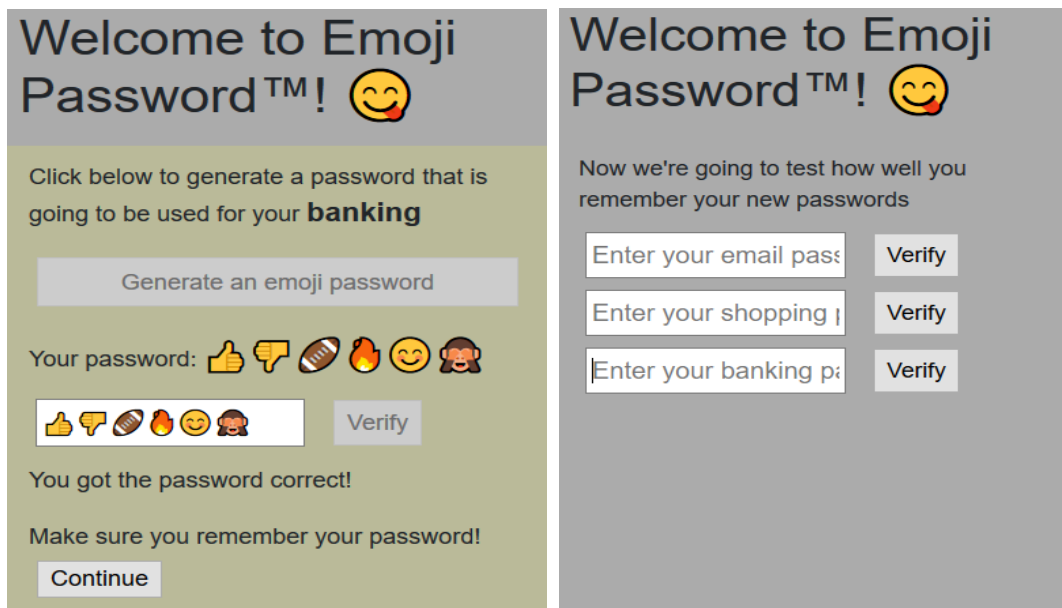 Welcome to Emoji
Password™! 😋
Click below to generate a password that is
going to be used for your banking
Generate an emoji password
Your password: 👍👎🏈🔥😊🙈
👍👎🏈🔥😊🙈 Verify
You got the password correct!
Make sure you remember your password!
Continue
Welcome to Emoji
Password™! 😋
Now we're going to test how well you
remember your new passwords
Enter your email pass Verify
Enter your shopping p Verify
Enter your banking pa Verify